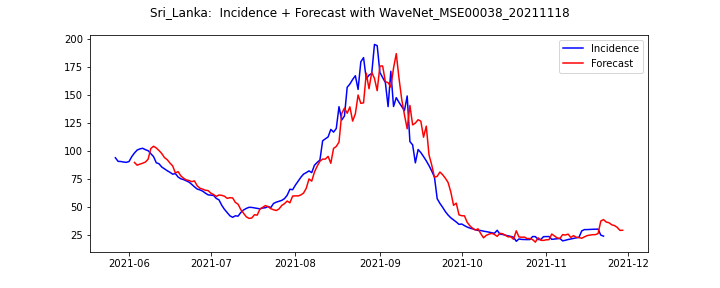 Sri_Lanka:  Incidence + Forecast with WaveNet_MSE00038_20211118
200
175
150
125
100
75
50
25
Incidence
Forecast
2021-06 2021-07 2021-08 2021-09 2021-10 2021-11 2021-12